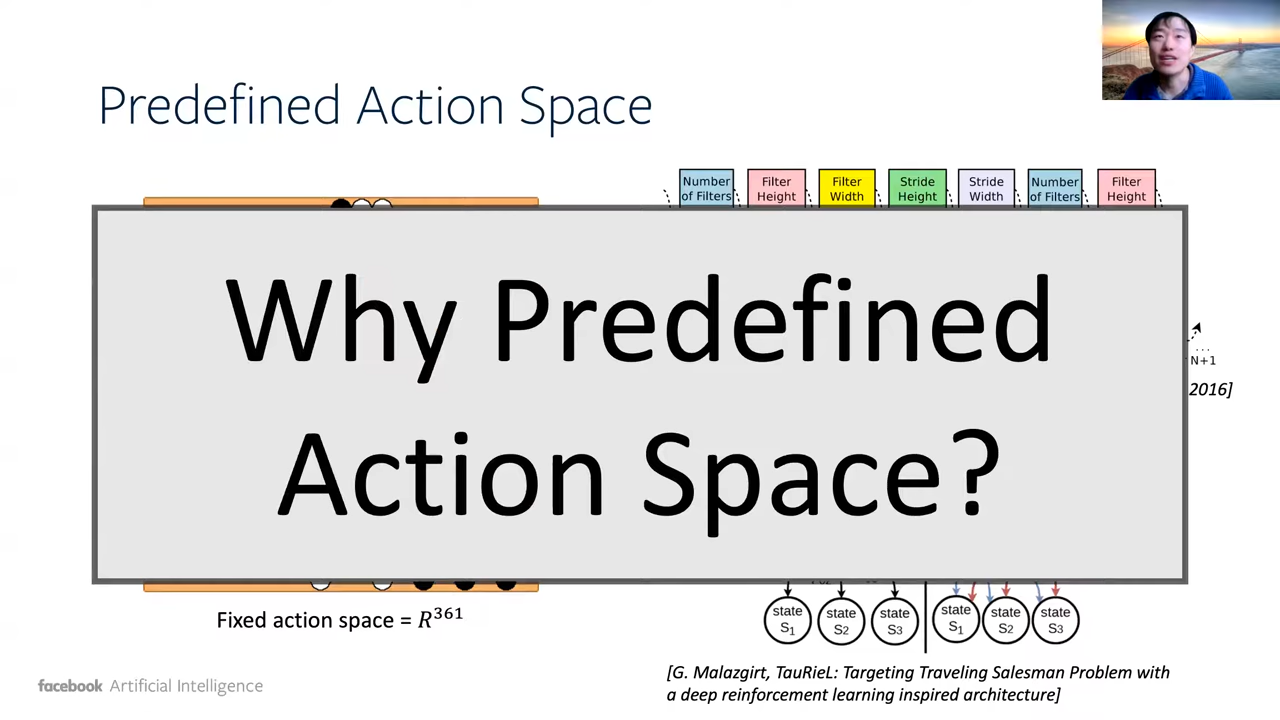 Predefined Action Space
Number
of Filters
Filter
Height
Filter
Width
Stride
Height
Stride
Width
Number
of Filters
Filter
Height
Why Predefined
Action Space?
...
N+1
2016]
Fixed action space = R^361
state
S1
state
S2
state
S3
state
S1
state
S2
state
S3
[G. Malazgirt, TauRieL: Targeting Traveling Salesman Problem with
a deep reinforcement learning inspired architecture]
facebook Artificial Intelligence